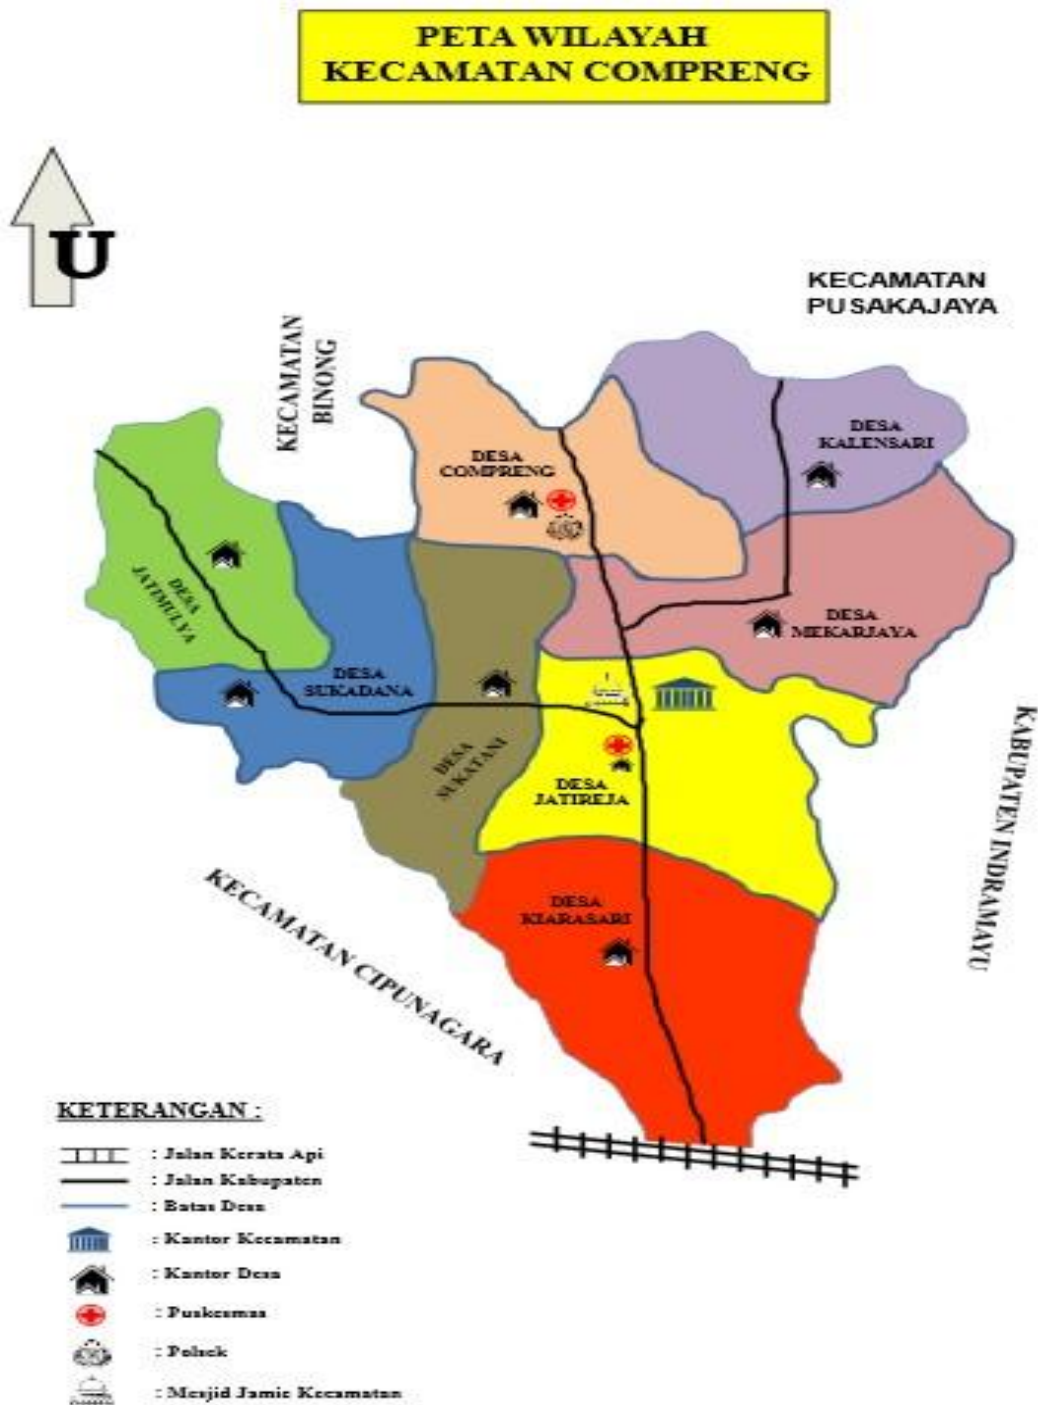 PETA WILAYAH
KECAMATAN COMPRENG
U
KECAMATAN
PUSAKAJAYA
KECAMATAN
BINONG
DESA
KALENSARI
DESA
COMPRENG
DESA
JATIMULYA
DESA
MEKARJAYA
DESA
SUKADANA
DESA
SUKATANI
DESA
JATIREJA
KABUPATEN INDRAMAYU
DESA
KIARASARI
KECAMATAN CIPUNAGARA
KETERANGAN :
: Jalan Kerata Api
: Jalan Kabupaten
: Batas Desa
: Kantor Kecamatan
: Kantor Desa
: Puskesmas
: Polsek
: Mesjid Jamie Kecamatan